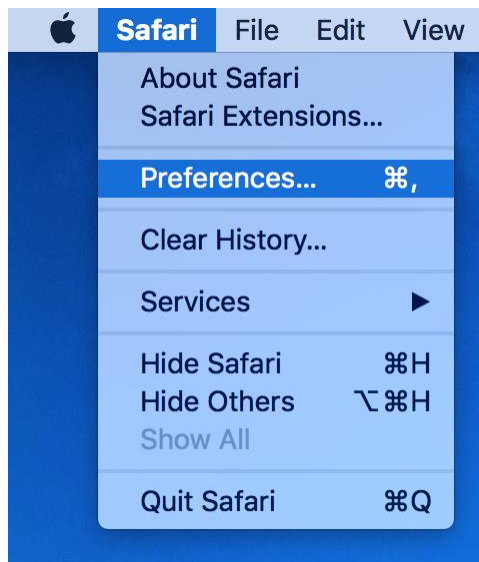 Safari File Edit View
About Safari
Safari Extensions...
Preferences... ⌘,
Clear History...
Services ▶
Hide Safari ⌘H
Hide Others ⌥⌘H
Show All
Quit Safari ⌘Q